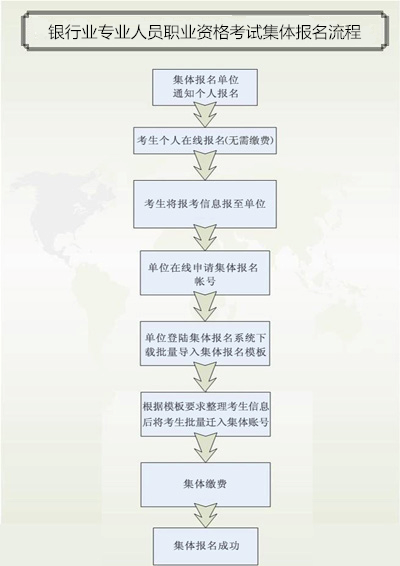 银行业专业人员职业资格考试集体报名流程
集体报名单位
通知个人报名
考生个人在线报名(无需缴费)
考生将报考信息报至单位
单位在线申请集体报名
帐号
单位登陆集体报名系统下
载批量导入集体报名模板
根据模板要求整理考生信息
后将考生批量迁入集体账号
集体缴费
集体报名成功